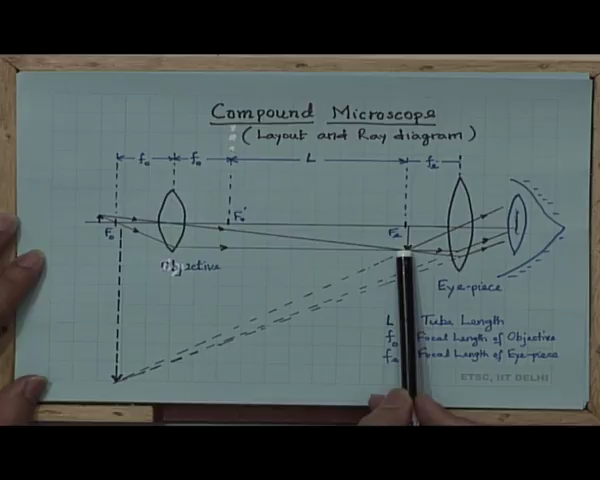 Compound Microscope
(Layout and Ray diagram)
fo fo L fe
Fo Fo' Fe
Objective
Eye-piece
L Tube Length
fo Focal Length of Objective
fe Focal Length of Eye-piece
ETSC, IIT DELHI